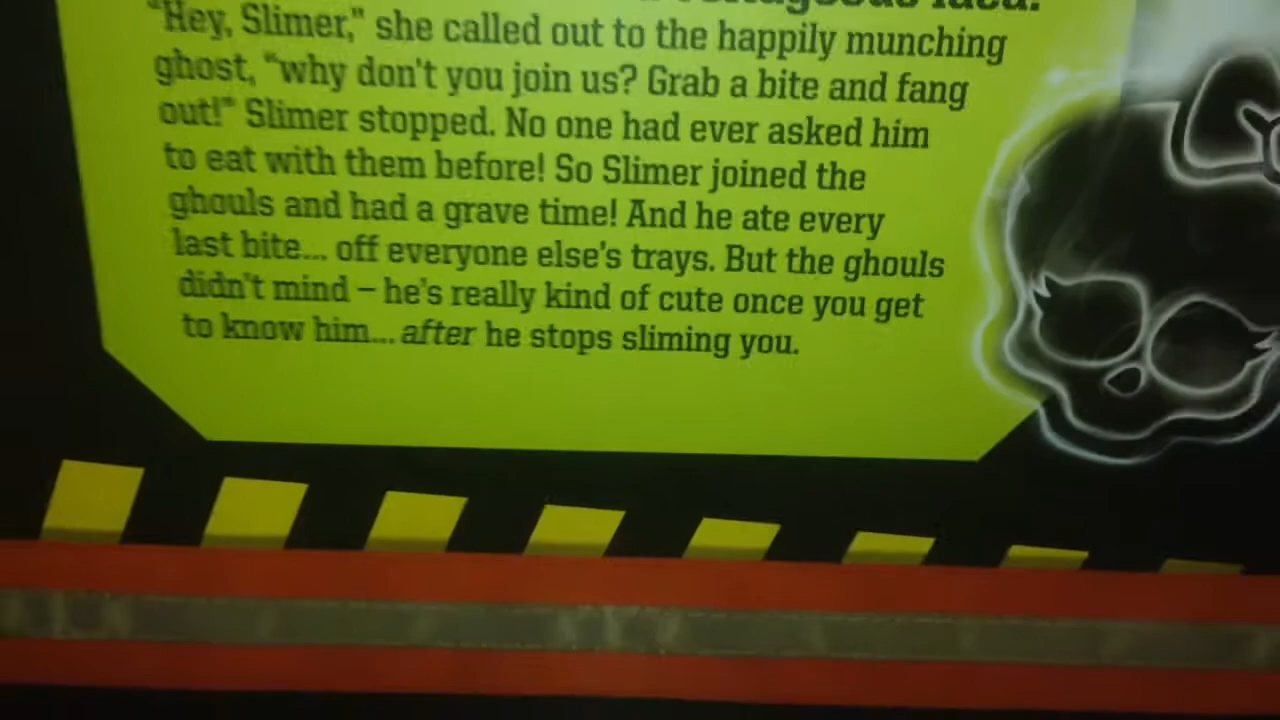 idea.
"Hey, Slimer," she called out to the happily munching
ghost, "why don't you join us? Grab a bite and fang
out!" Slimer stopped. No one had ever asked him
to eat with them before! So Slimer joined the
ghouls and had a grave time! And he ate every
last bite... off everyone else's trays. But the ghouls
didn't mind – he's really kind of cute once you get
to know him... after he stops sliming you.